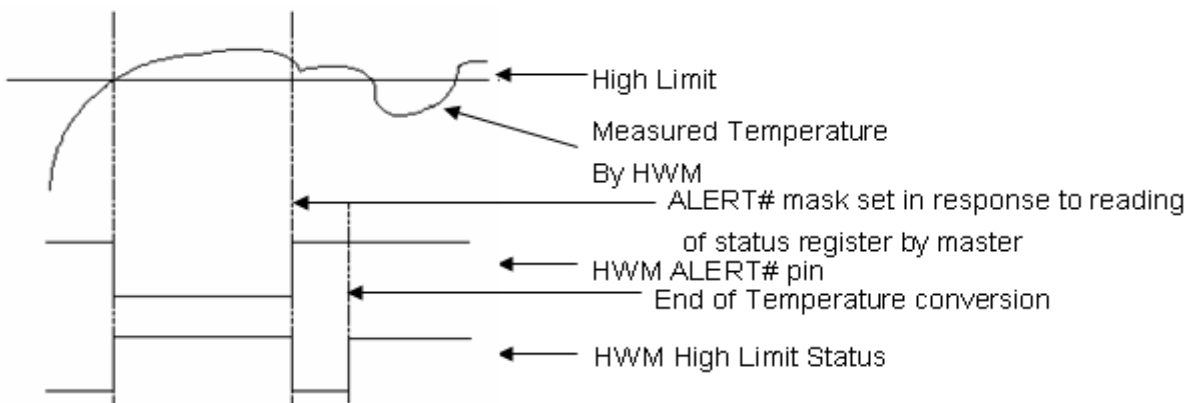 High Limit
Measured Temperature
By HWM
ALERT# mask set in response to reading
of status register by master
HWM ALERT# pin
End of Temperature conversion
HWM High Limit Status